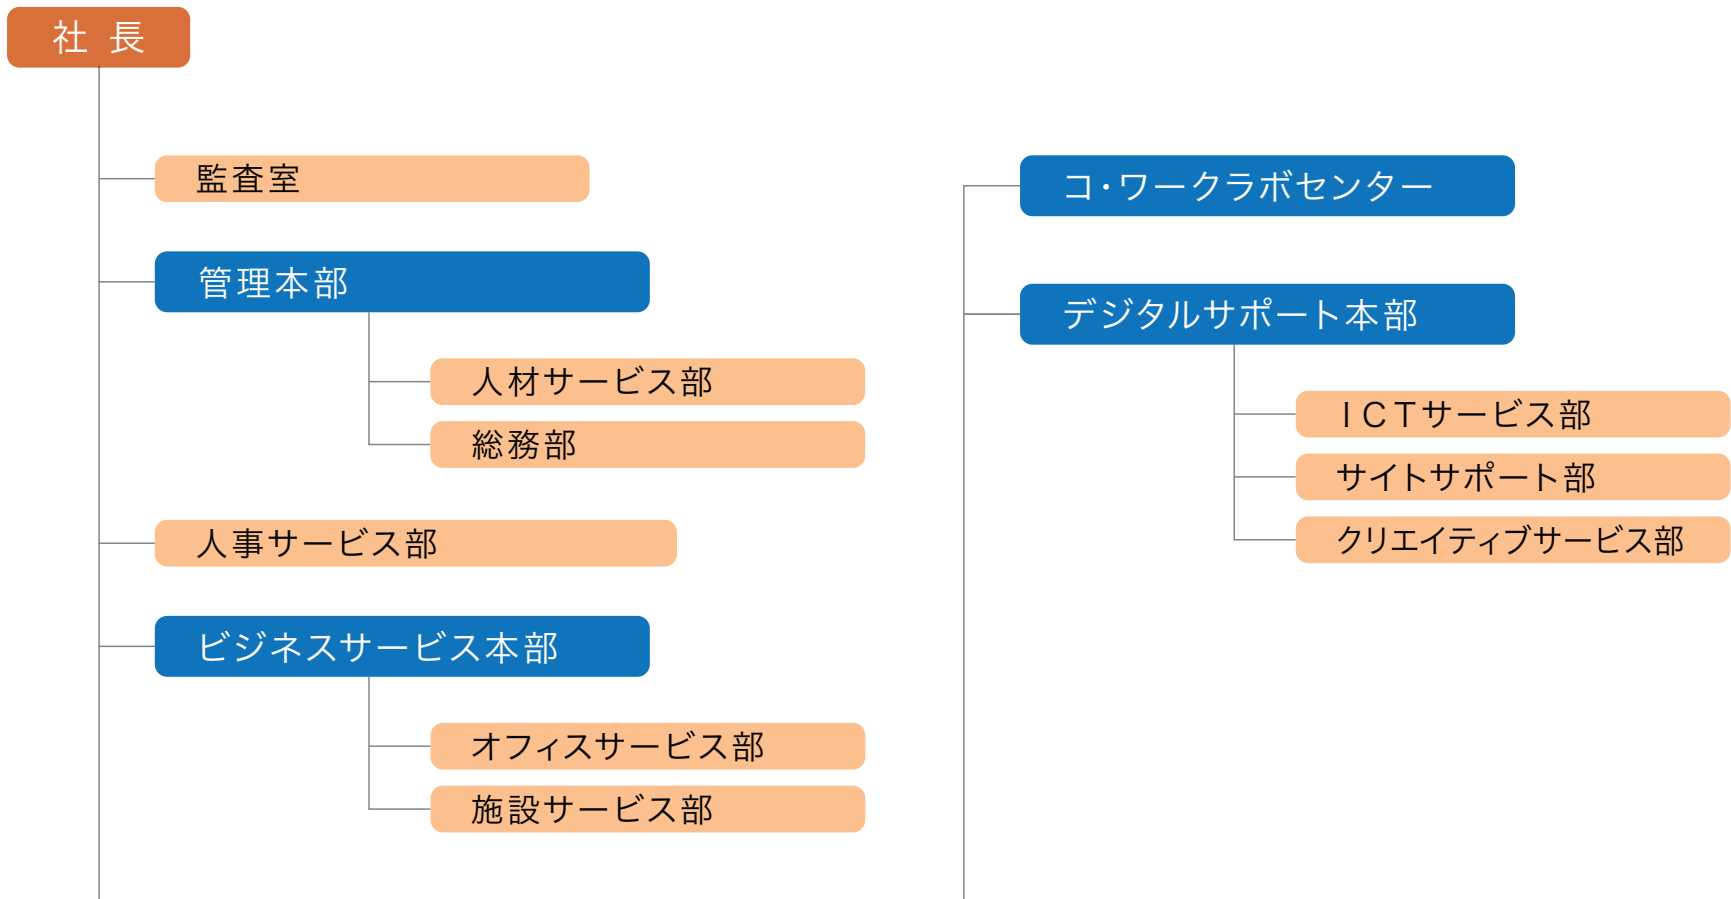 社 長
監査室
管理本部
人材サービス部
総務部
人事サービス部
ビジネスサービス本部
オフィスサービス部
施設サービス部
コ・ワークラボセンター
デジタルサポート本部
ＩＣＴサービス部
サイトサポート部
クリエイティブサービス部